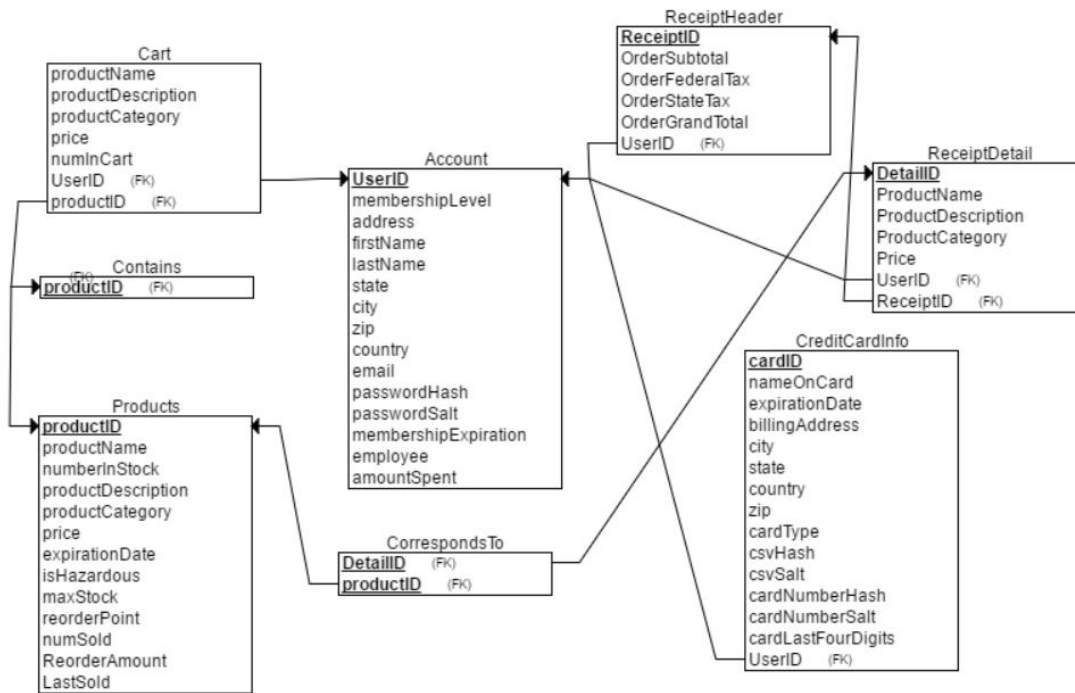 Cart
productName
productDescription
productCategory
price
numInCart
UserID (FK)
productID (FK)
Contains
(FK)
productID (FK)
Products
productID
productName
numberInStock
productDescription
productCategory
price
expirationDate
isHazardous
maxStock
reorderPoint
numSold
ReorderAmount
LastSold
Account
UserID
membershipLevel
address
firstName
lastName
state
city
zip
country
email
passwordHash
passwordSalt
membershipExpiration
employee
amountSpent
CorrespondsTo
DetailID (FK)
productID (FK)
ReceiptHeader
ReceiptID
OrderSubtotal
OrderFederalTax
OrderStateTax
OrderGrandTotal
UserID (FK)
ReceiptDetail
DetailID
ProductName
ProductDescription
ProductCategory
Price
UserID (FK)
ReceiptID (FK)
CreditCardInfo
cardID
nameOnCard
expirationDate
billingAddress
city
state
country
zip
cardType
csvHash
csvSalt
cardNumberHash
cardNumberSalt
cardLastFourDigits
UserID (FK)